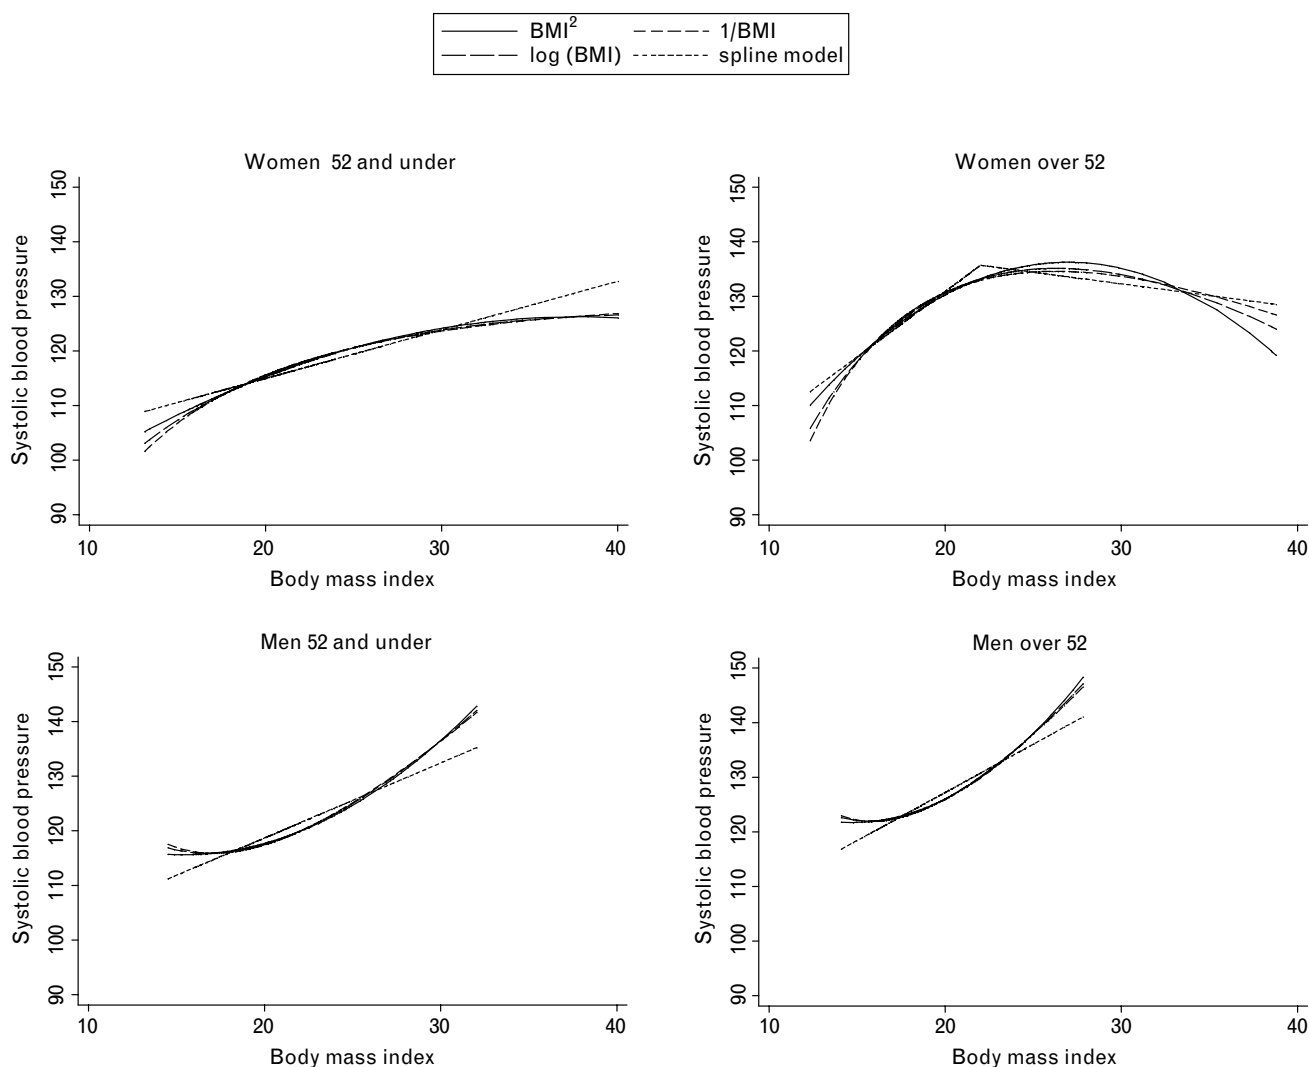 BMI² 1/BMI
log (BMI) spline model
Women 52 and under
Systolic blood pressure
150
140
130
120
110
100
90
10 20 30 40
Body mass index
Women over 52
Systolic blood pressure
150
140
130
120
110
100
90
10 20 30 40
Body mass index
Men 52 and under
Systolic blood pressure
150
140
130
120
110
100
90
10 20 30 40
Body mass index
Men over 52
Systolic blood pressure
150
140
130
120
110
100
90
10 20 30 40
Body mass index